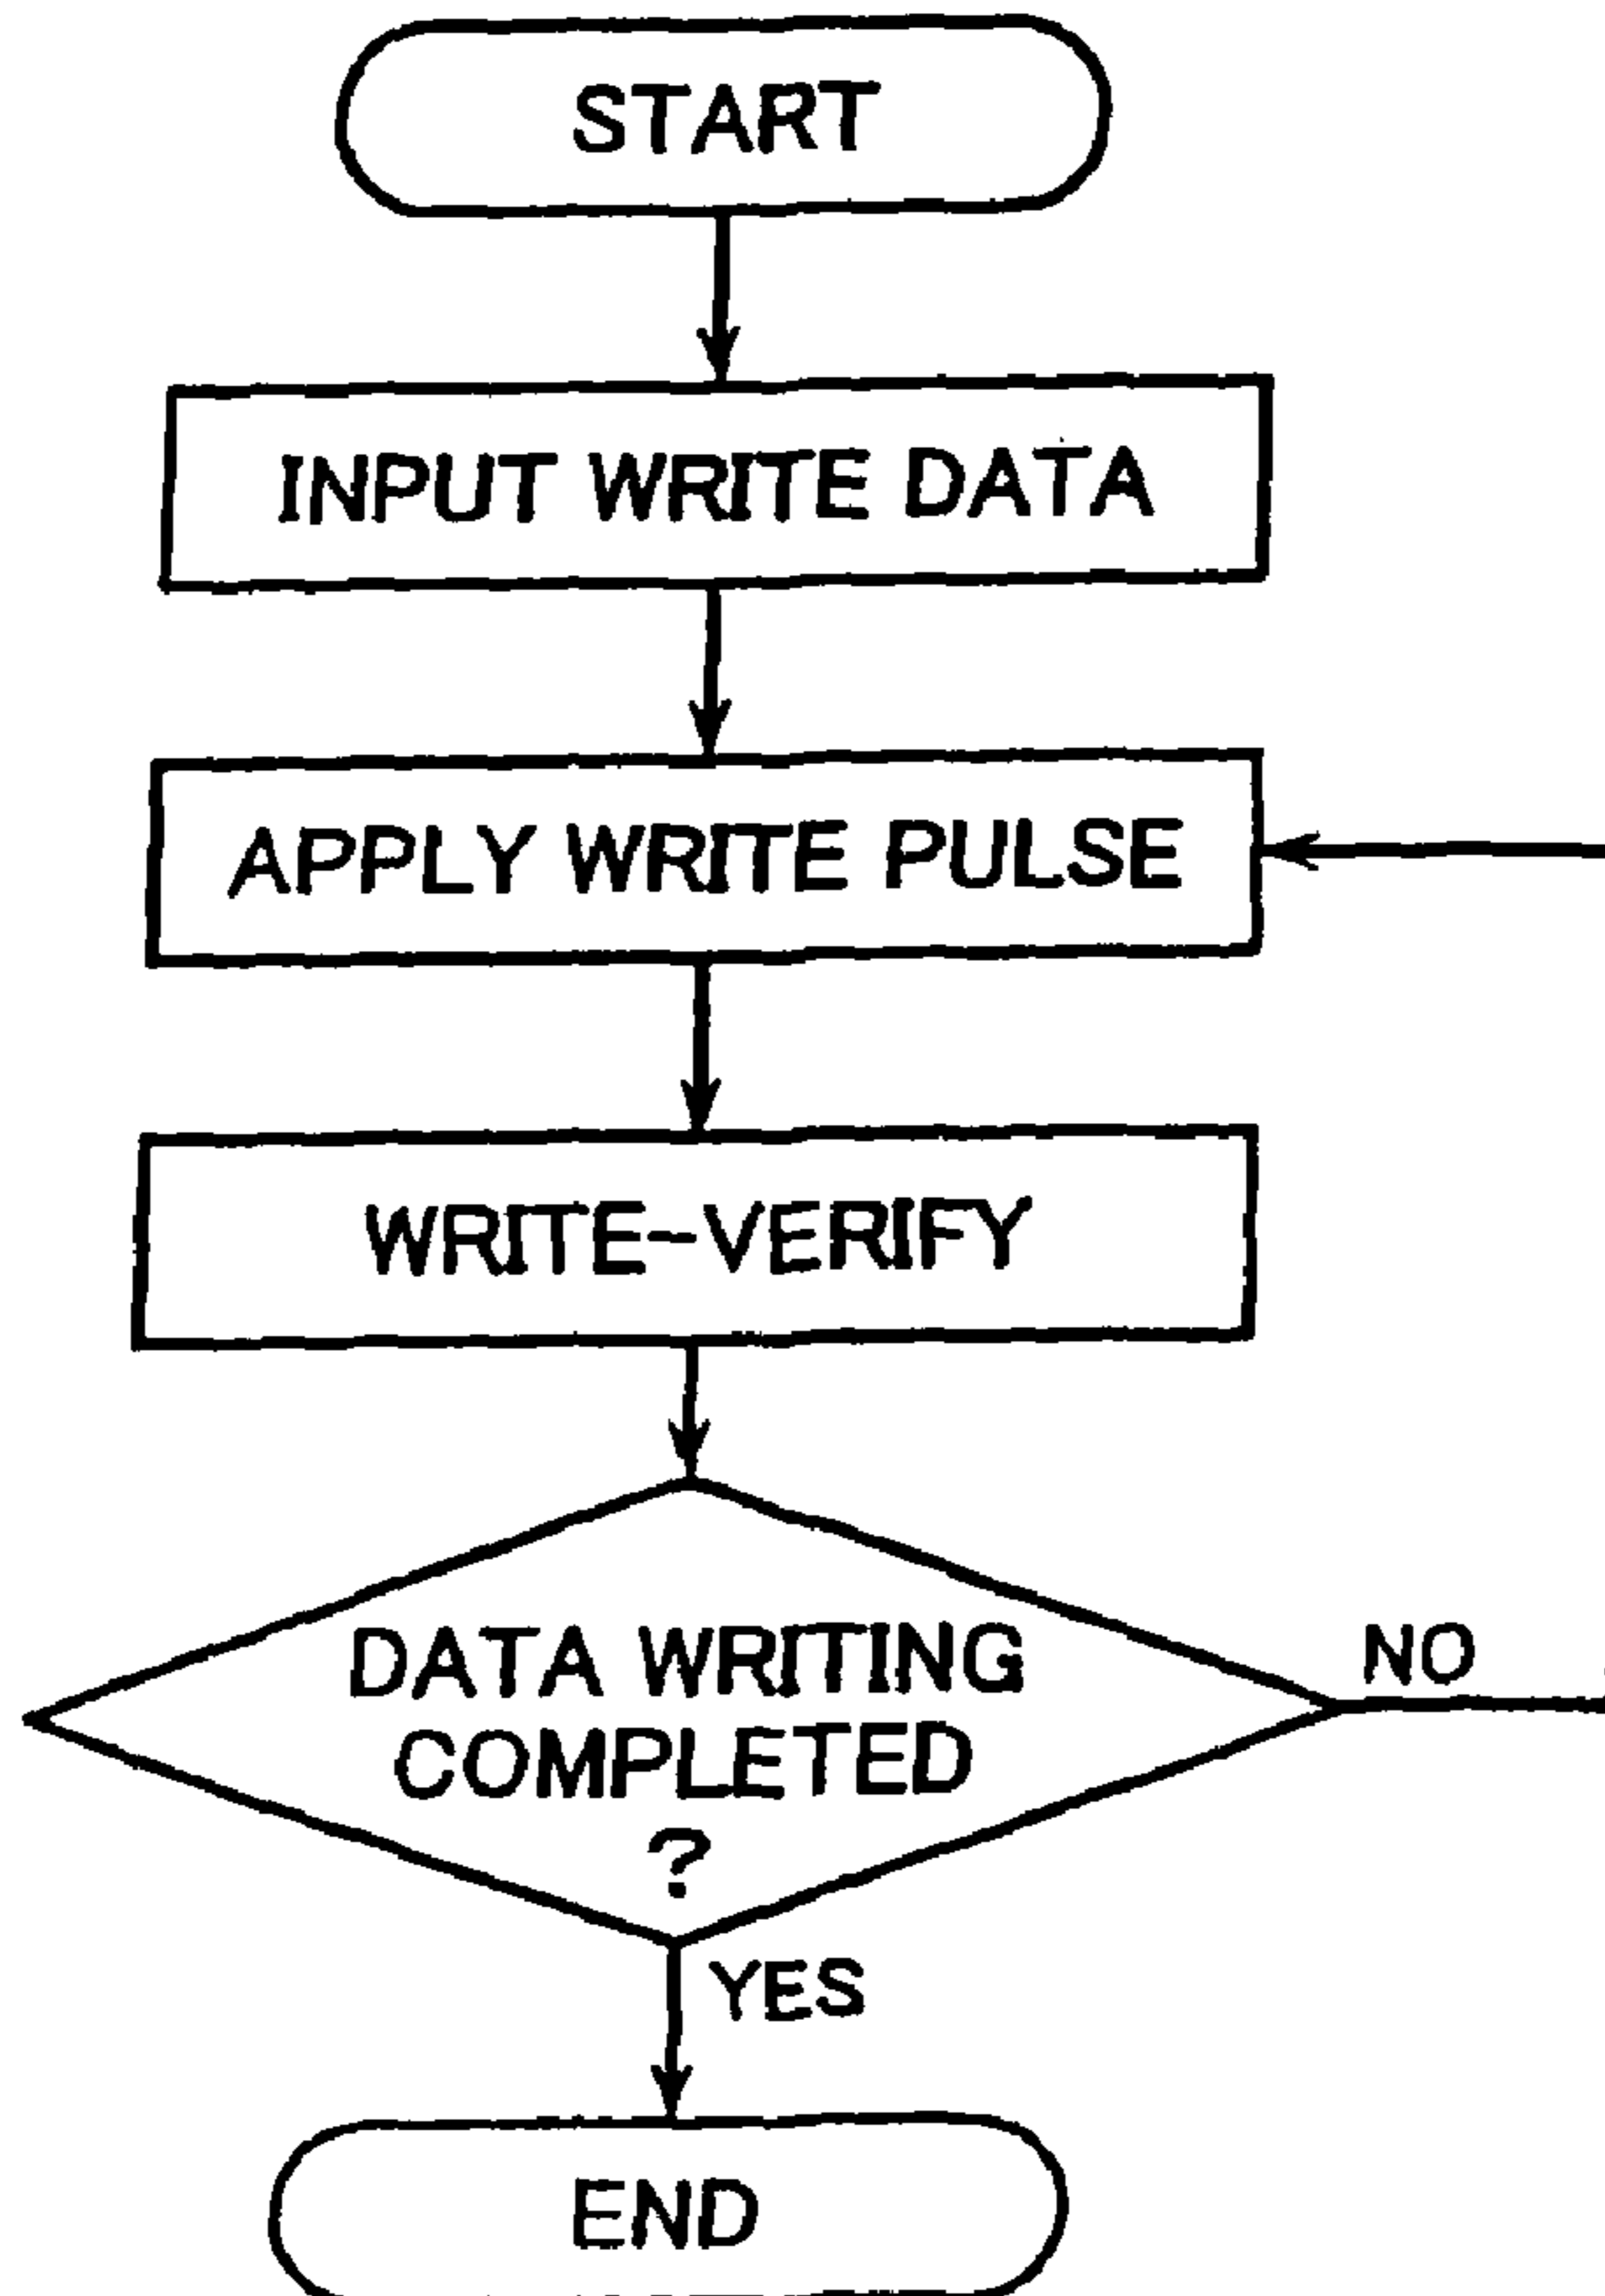 START
INPUT WRITE DATA
APPLY WRITE PULSE
WRITE-VERIFY
DATA WRITING
COMPLETED
?
NO
YES
END